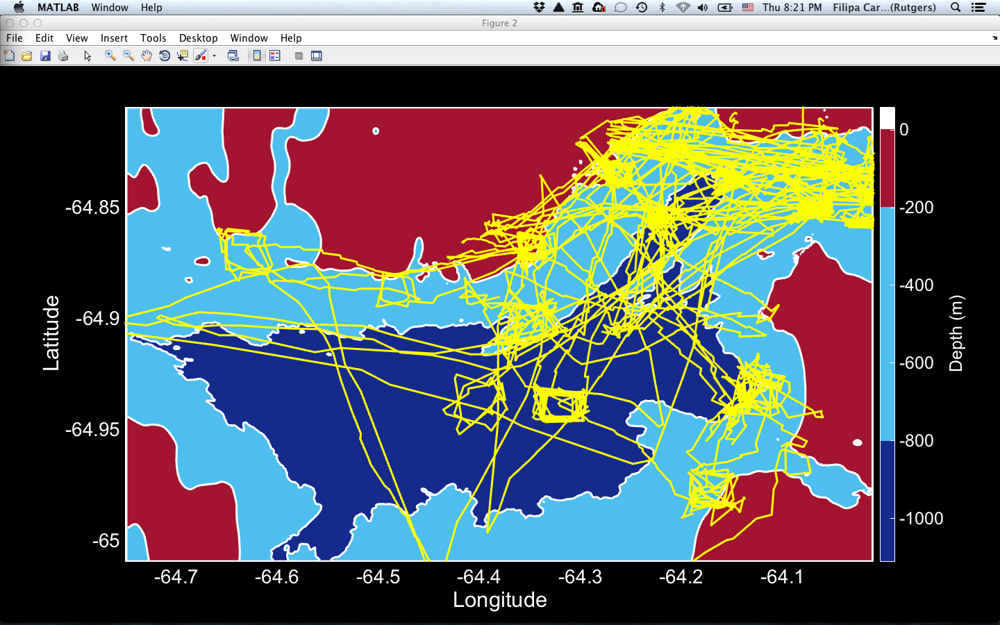 MATLAB Window Help Thu 8:21 PM Filipa Car...(Rutgers)
Figure 2
File Edit View Insert Tools Desktop Window Help
0
-200
-400
-600
-800
-1000
Depth (m)
-64.85
-64.9
-64.95
-65
Latitude
-64.7 -64.6 -64.5 -64.4 -64.3 -64.2 -64.1
Longitude